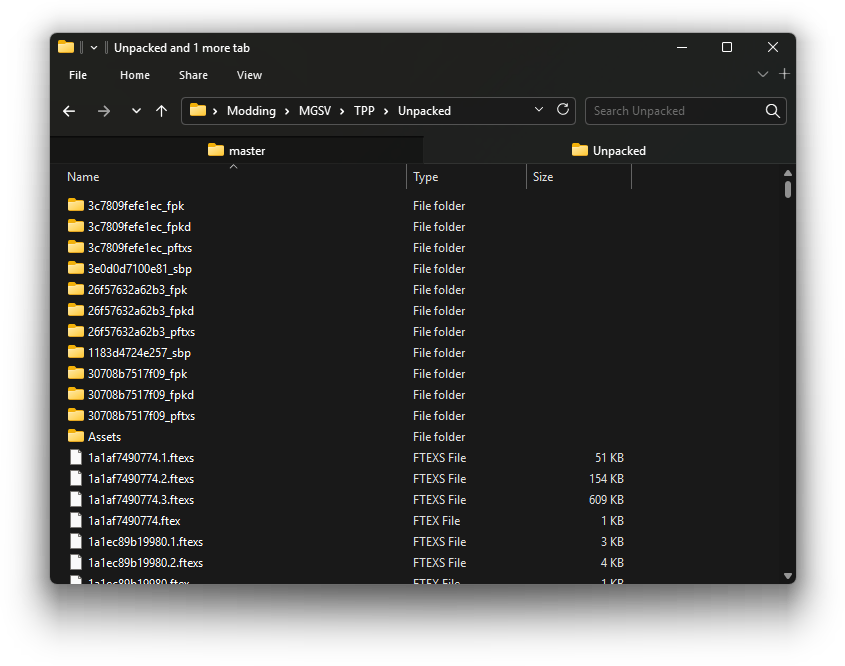 Unpacked and 1 more tab
File Home Share View
Modding MGSV TPP Unpacked Search Unpacked
master Unpacked
Name Type Size
3c7809fefe1ec_fpk File folder
3c7809fefe1ec_fpkd File folder
3c7809fefe1ec_pftxs File folder
3e0d0d7100e81_sbp File folder
26f57632a62b3_fpk File folder
26f57632a62b3_fpkd File folder
26f57632a62b3_pftxs File folder
1183d4724e257_sbp File folder
30708b7517f09_fpk File folder
30708b7517f09_fpkd File folder
30708b7517f09_pftxs File folder
Assets File folder
1a1af7490774.1.ftexs FTEXS File 51 KB
1a1af7490774.2.ftexs FTEXS File 154 KB
1a1af7490774.3.ftexs FTEXS File 609 KB
1a1af7490774.ftex FTEX File 1 KB
1a1ec89b19980.1.ftexs FTEXS File 3 KB
1a1ec89b19980.2.ftexs FTEXS File 4 KB
1a1ec89b19980.ftex FTEX File 1 KB